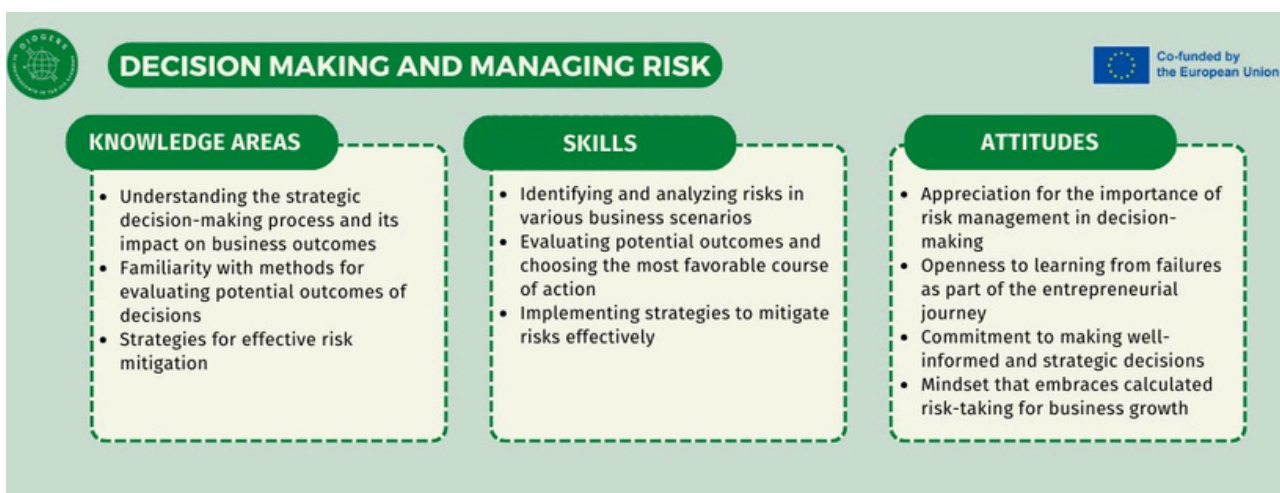 DIOGENE
DECISION MAKING AND MANAGING RISK
Co-funded by
the European Union
KNOWLEDGE AREAS
• Understanding the strategic
decision-making process and its
impact on business outcomes
• Familiarity with methods for
evaluating potential outcomes of
decisions
• Strategies for effective risk
mitigation
SKILLS
• Identifying and analyzing risks in
various business scenarios
• Evaluating potential outcomes and
choosing the most favorable course
of action
• Implementing strategies to mitigate
risks effectively
ATTITUDES
• Appreciation for the importance of
risk management in decision-
making
• Openness to learning from failures
as part of the entrepreneurial
journey
• Commitment to making well-
informed and strategic decisions
• Mindset that embraces calculated
risk-taking for business growth